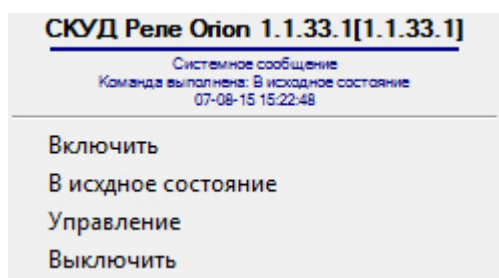 СКУД Реле Orion 1.1.33.1[1.1.33.1]
Системное сообщение
Команда выполнена: В исходное состояние
07-08-15 15:22:48
Включить
В исхдное состояние
Управление
Выключить